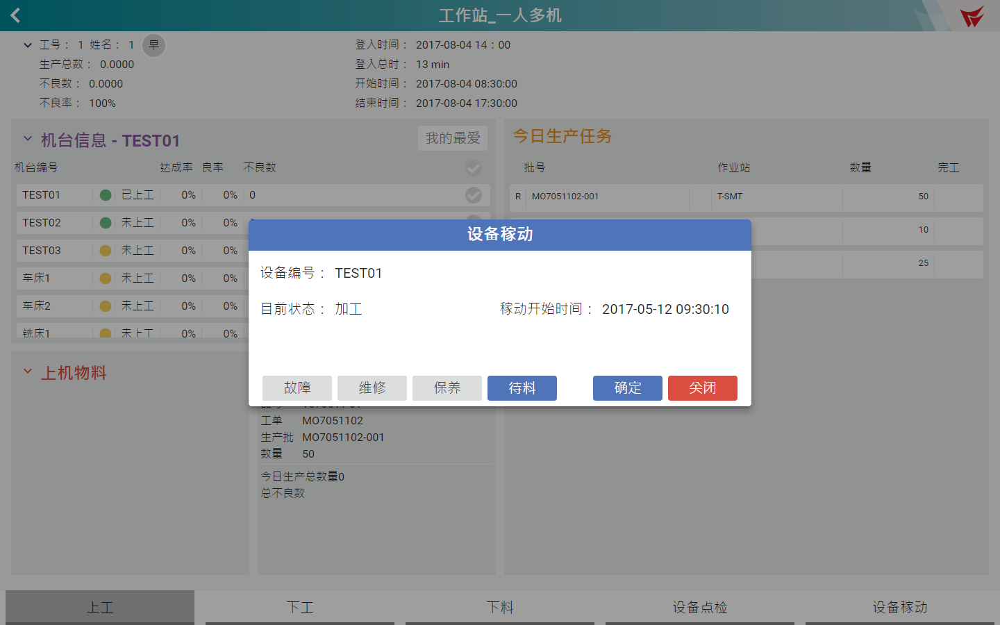 工作站_一人多机
工号： 1 姓名： 1 早
登入时间： 2017-08-04 14：00
生产总数： 0.0000
登入总时： 13 min
不良数： 0.0000
开始时间： 2017-08-04 08:30:00
不良率： 100%
结束时间： 2017-08-04 17:30:00
机台信息 - TEST01
我的最爱
机台编号 达成率 良率 不良数
TEST01 已上工 0% 0% 0
TEST02 未上工 0% 0%
TEST03 未上工 0% 0%
车床1 未上工 0% 0%
车床2 未上工 0% 0%
铣床1 未上工 0% 0%
今日生产任务
批号 作业站 数量 完工
R MO7051102-001 T-SMT 50
10
25
设备稼动
设备编号： TEST01
目前状态： 加工
稼动开始时间： 2017-05-12 09:30:10
故障 维修 保养 待料 确定 关闭
上机物料
工单 MO7051102
生产批 MO7051102-001
数量 50
今日生产总数量0
总不良数
上工 下工 下料 设备点检 设备稼动